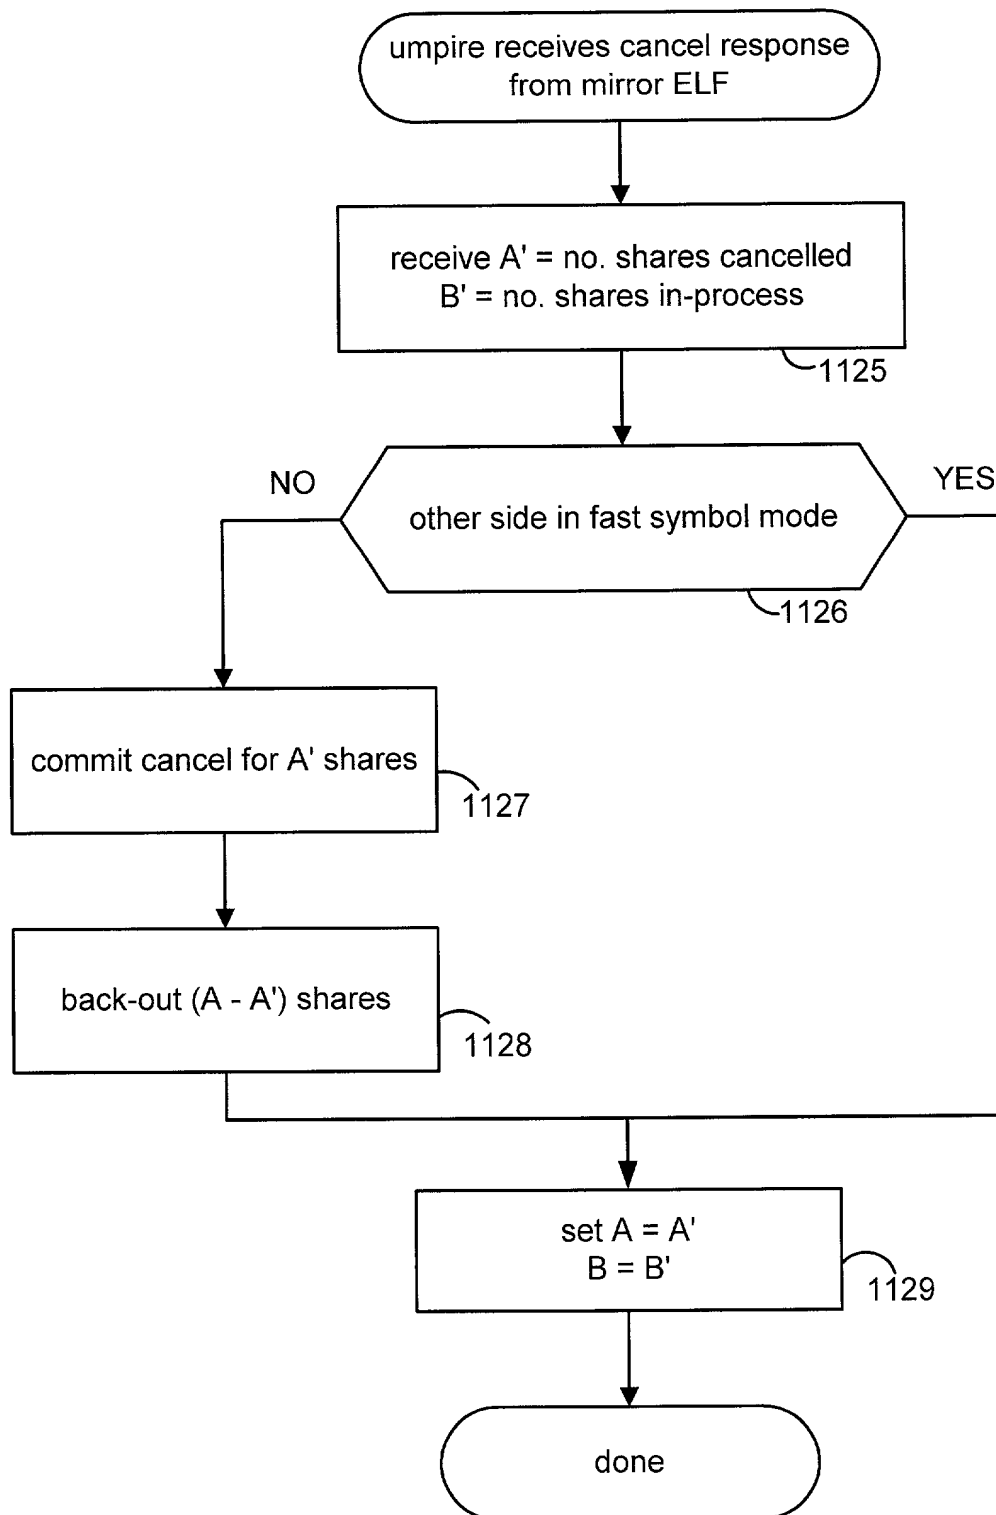 umpire receives cancel response
from mirror ELF
receive A' = no. shares cancelled
B' = no. shares in-process
1125
NO
YES
other side in fast symbol mode
1126
commit cancel for A' shares
1127
back-out (A - A') shares
1128
set A = A'
B = B'
1129
done